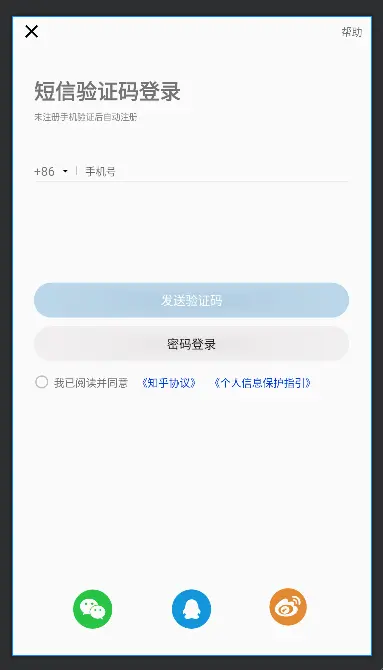 帮助
短信验证码登录
未注册手机验证后自动注册
+86 手机号
发送验证码
密码登录
我已阅读并同意 《知乎协议》 《个人信息保护指引》